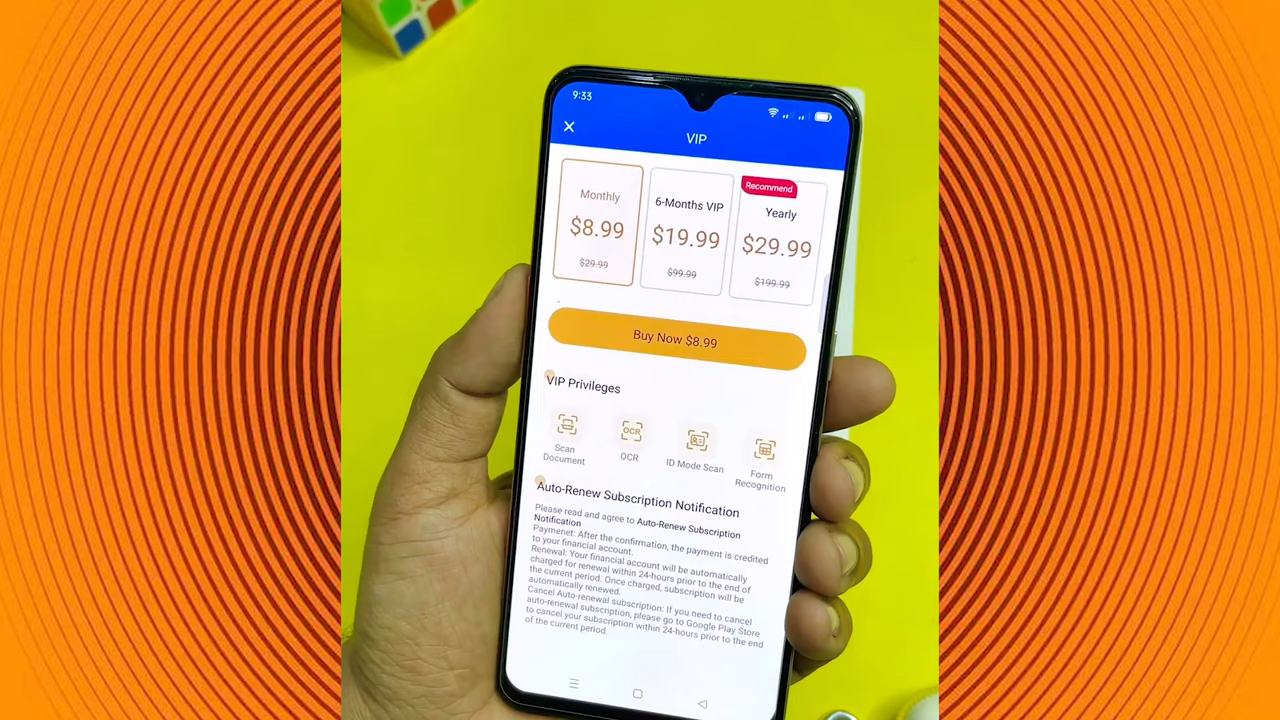 9:33
VIP
Recommend
Monthly
6-Months VIP
Yearly
$8.99
$19.99
$29.99
$29.99
$99.99
$199.99
Buy Now $8.99
VIP Privileges
OCR
Scan
Document
OCR
ID Mode Scan
Form
Recognition
Auto-Renew Subscription Notification
Please read and agree to Auto-Renew Subscription
Notification
Paymenet: After the confirmation, the payment is credited
to your financial account.
Renewal: Your financial account will be automatically
charged for renewal within 24-hours prior to the end of
the current period. Once charged, subscription will be
automatically renewed.
Cancel Auto-renewal subscription: If you need to cancel
auto-renewal subscription, please go to Google Play Store
to cancel your subscription within 24-hours prior to the end
of the current period.